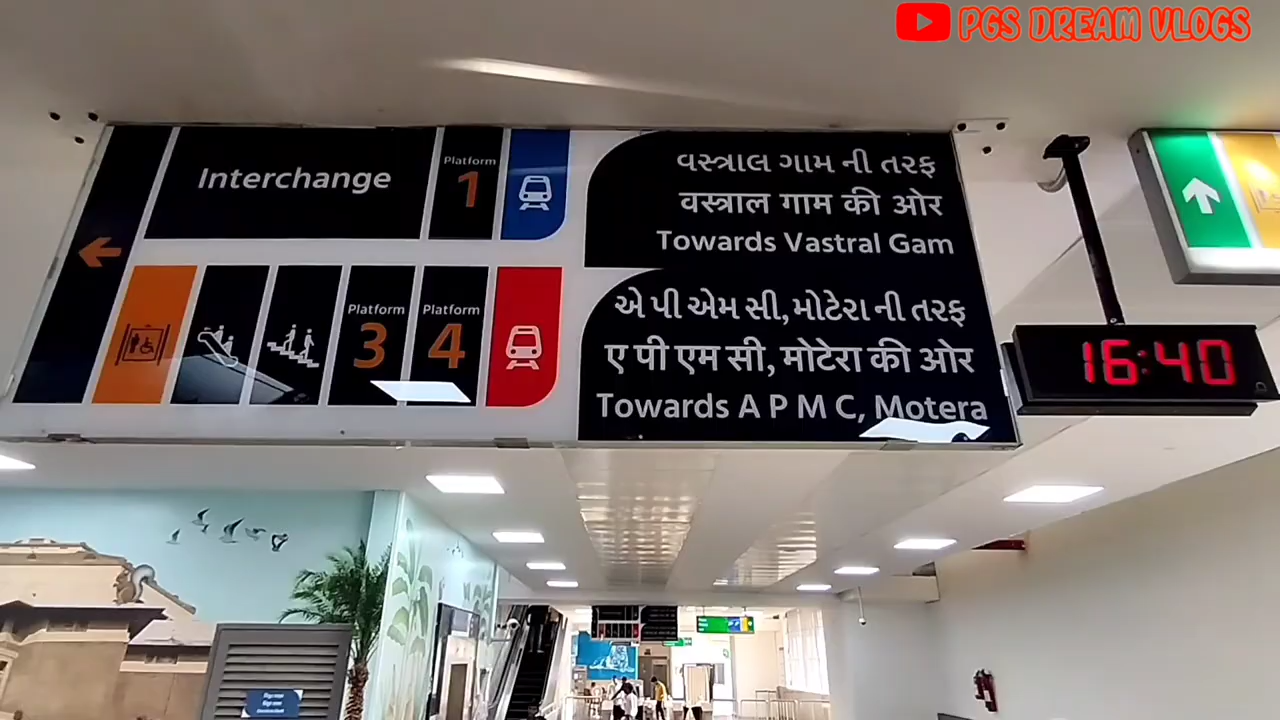 PGS DREAM VLOGS
Interchange
Platform
1
વસ્ત્રાલ ગામ ની તરફ
वस्त्राल गाम की ओर
Towards Vastral Gam
Platform
3
Platform
4
એ પી એમ સી, મોટેરા ની તરફ
ए पी एम सी, मोटेरा की ओर
Towards A P M C, Motera
16:40